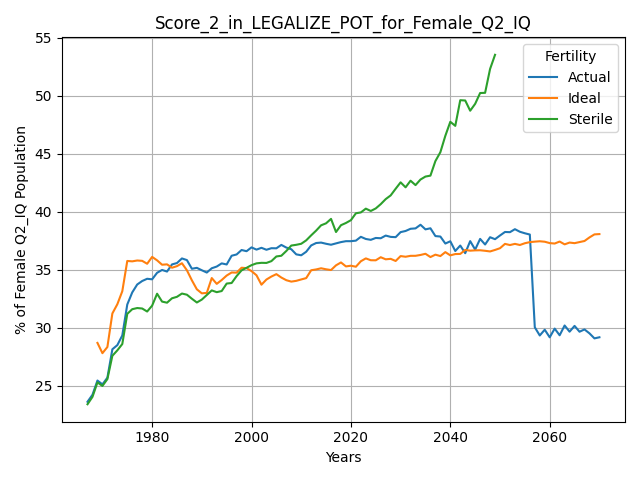 Score_2_in_LEGALIZE_POT_for_Female_Q2_IQ
% of Female Q2_IQ Population
55
50
45
40
35
30
25
Fertility
Actual
Ideal
Sterile
1980
2000
2020
2040
2060
Years